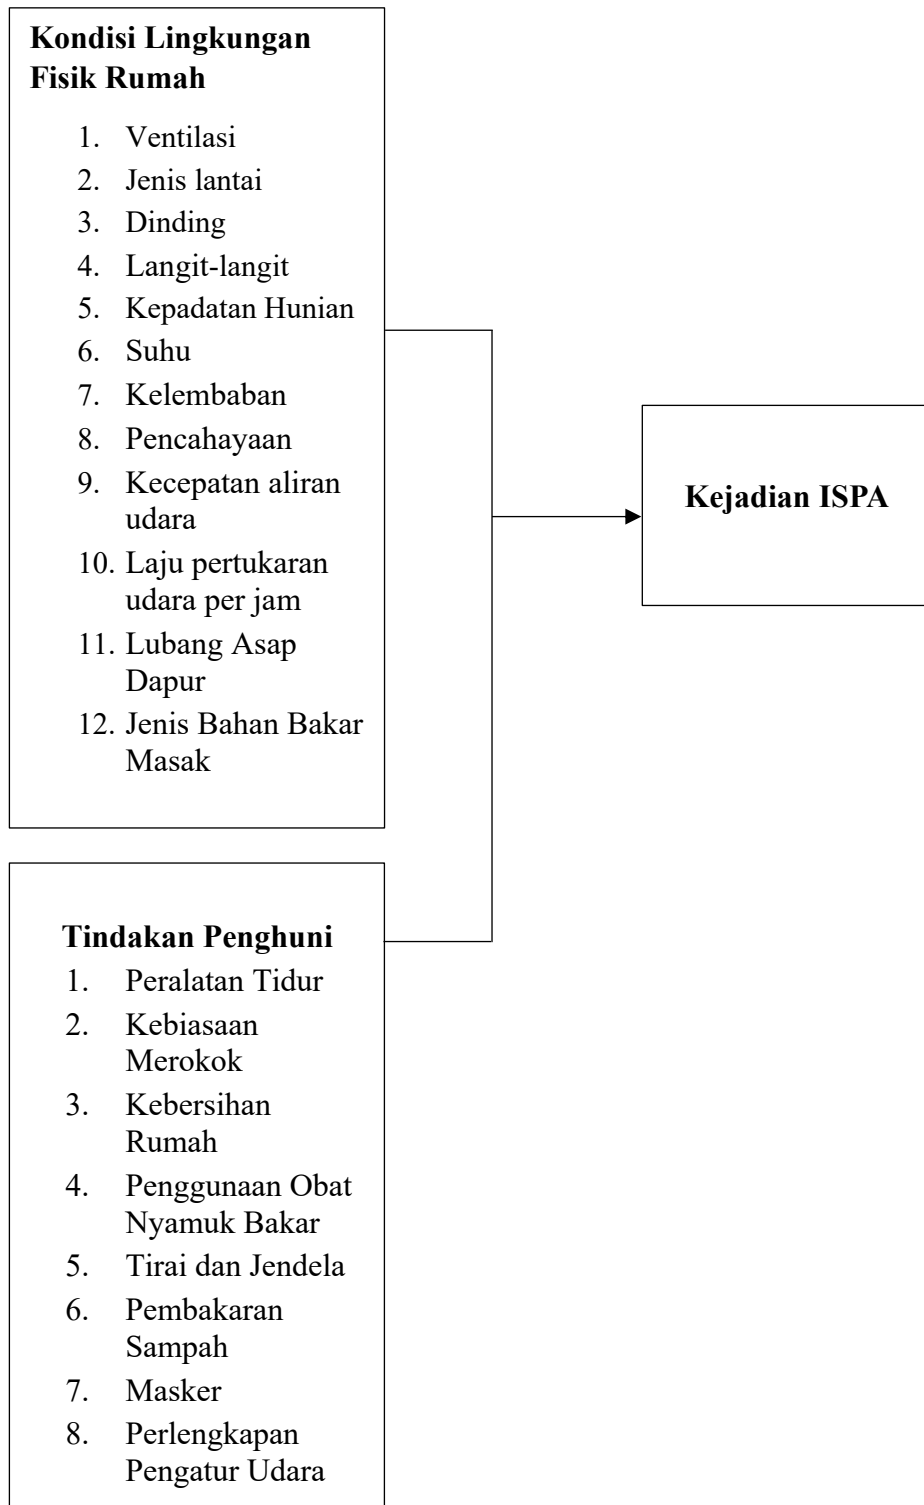 Kondisi Lingkungan
Fisik Rumah
1. Ventilasi
2. Jenis lantai
3. Dinding
4. Langit-langit
5. Kepadatan Hunian
6. Suhu
7. Kelembaban
8. Pencahayaan
9. Kecepatan aliran
udara
10. Laju pertukaran
udara per jam
11. Lubang Asap
Dapur
12. Jenis Bahan Bakar
Masak
Kejadian ISPA
Tindakan Penghuni
1. Peralatan Tidur
2. Kebiasaan
Merokok
3. Kebersihan
Rumah
4. Penggunaan Obat
Nyamuk Bakar
5. Tirai dan Jendela
6. Pembakaran
Sampah
7. Masker
8. Perlengkapan
Pengatur Udara